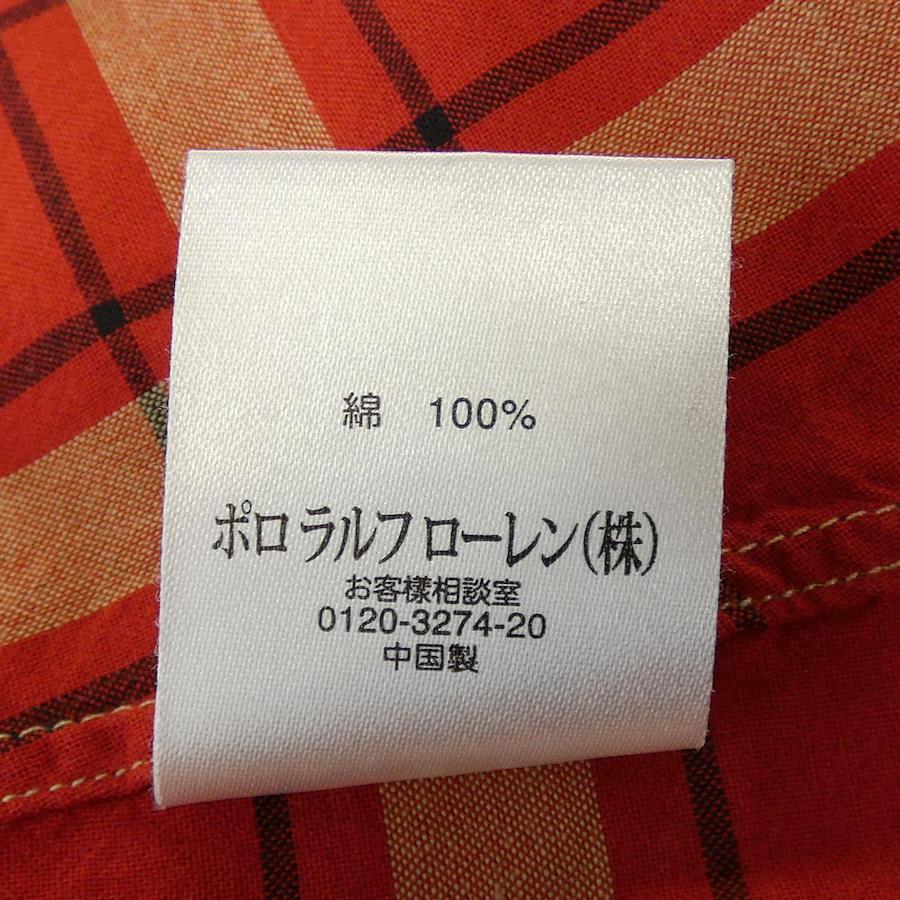 綿　100%
ポロ ラルフ ローレン(株)
お客様相談室
0120-3274-20
中国製